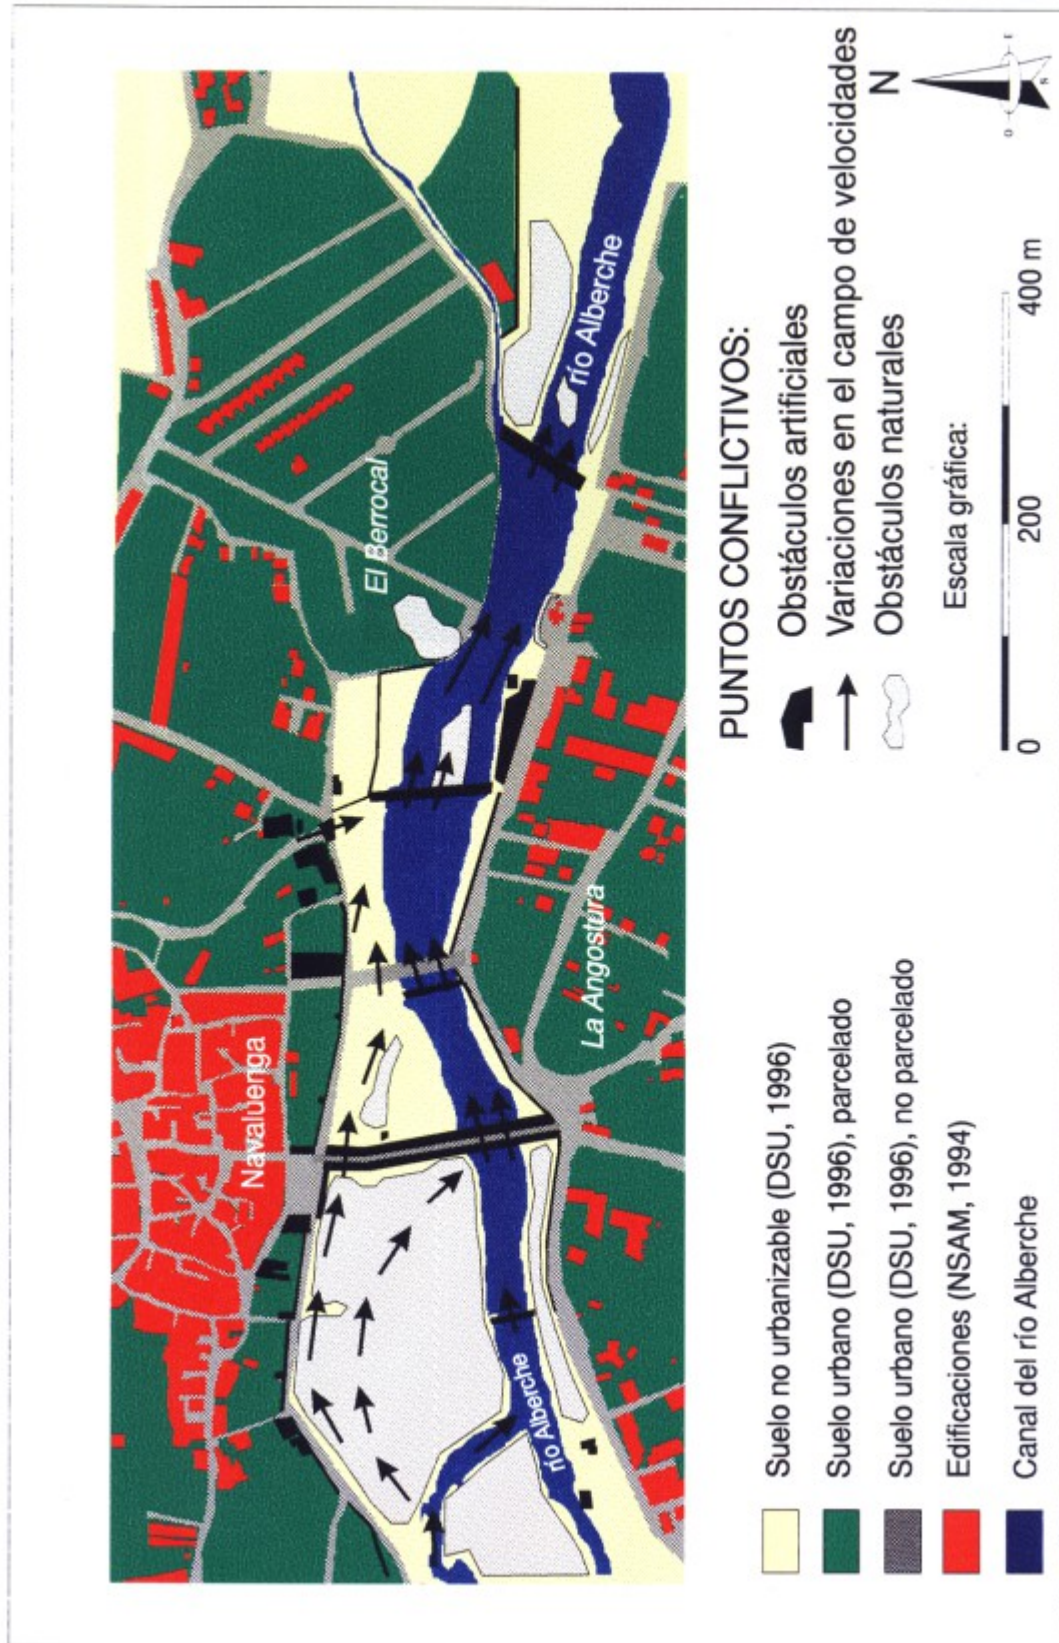 Navaluenga
El Berrocal
La Angostura
río Alberche
río Alberche
PUNTOS CONFLICTIVOS:
Suelo no urbanizable (DSU, 1996)
Suelo urbano (DSU, 1996), parcelado
Suelo urbano (DSU, 1996), no parcelado
Edificaciones (NSAM, 1994)
Canal del río Alberche
Obstáculos artificiales
Variaciones en el campo de velocidades
Obstáculos naturales
Escala gráfica:
0 200 400 m
N
O E
S